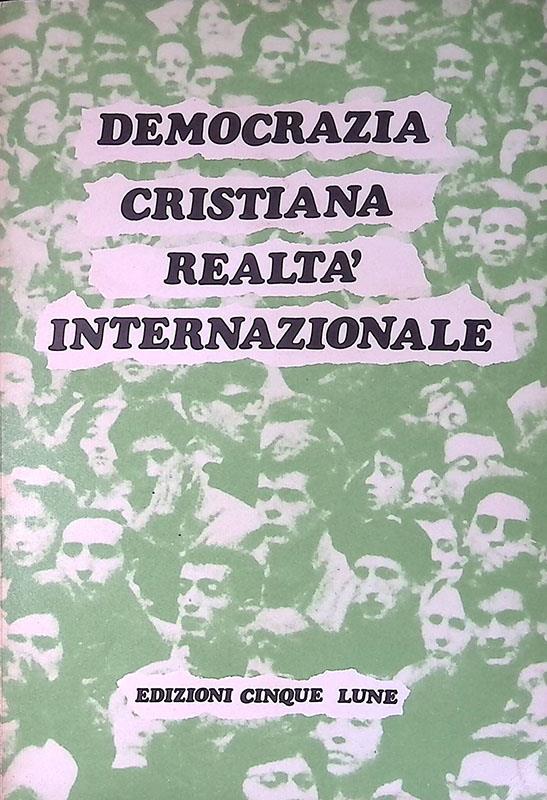 DEMOCRAZIA
CRISTIANA
REALTA'
INTERNAZIONALE
EDIZIONI CINQUE LUNE